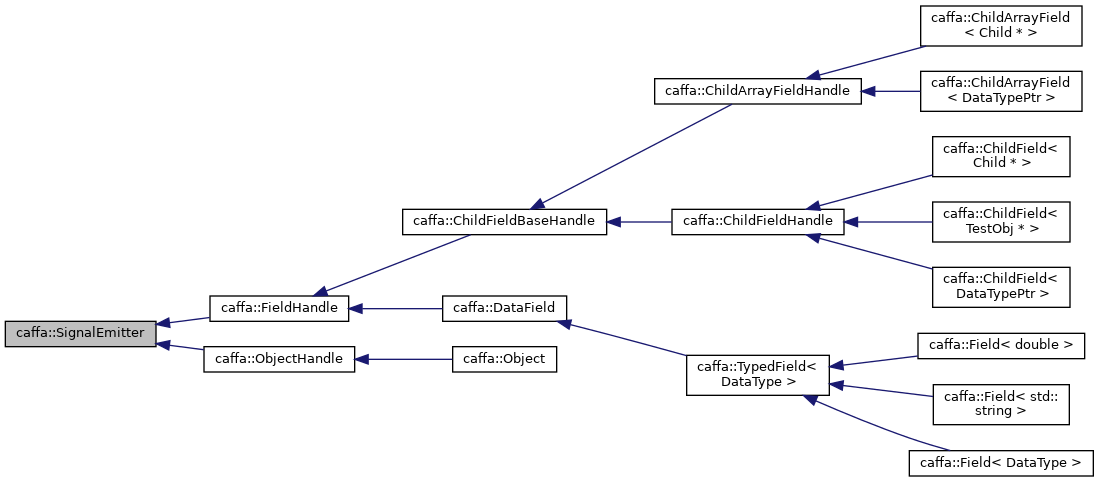 caffa::ChildArrayField
< Child * >
caffa::ChildArrayFieldHandle
caffa::ChildArrayField
< DataTypePtr >
caffa::ChildField<
Child * >
caffa::ChildFieldBaseHandle
caffa::ChildFieldHandle
caffa::ChildField<
TestObj * >
caffa::ChildField<
DataTypePtr >
caffa::FieldHandle
caffa::DataField
caffa::SignalEmitter
caffa::ObjectHandle
caffa::Object
caffa::Field< double >
caffa::TypedField<
DataType >
caffa::Field< std::
string >
caffa::Field< DataType >